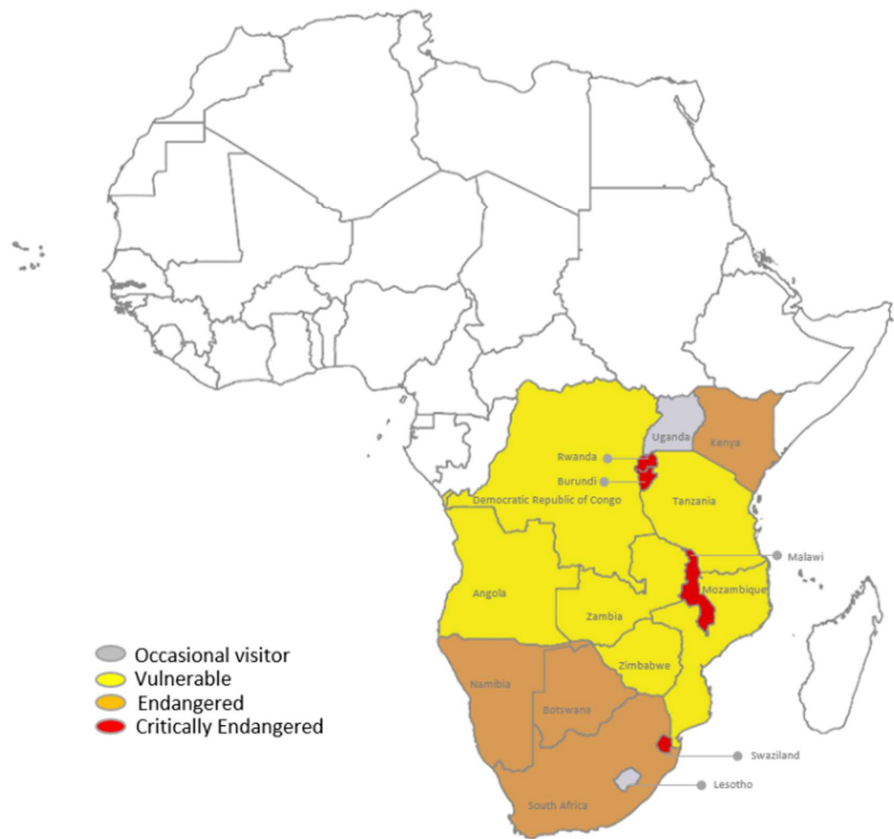 Uganda
Kenya
Rwanda
Burundi
Democratic Republic of Congo
Tanzania
Malawi
Mozambique
Angola
Zambia
Occasional visitor
Zimbabwe
Vulnerable
Namibia
Endangered
Botswana
Critically Endangered
Swaziland
Lesotho
South Africa